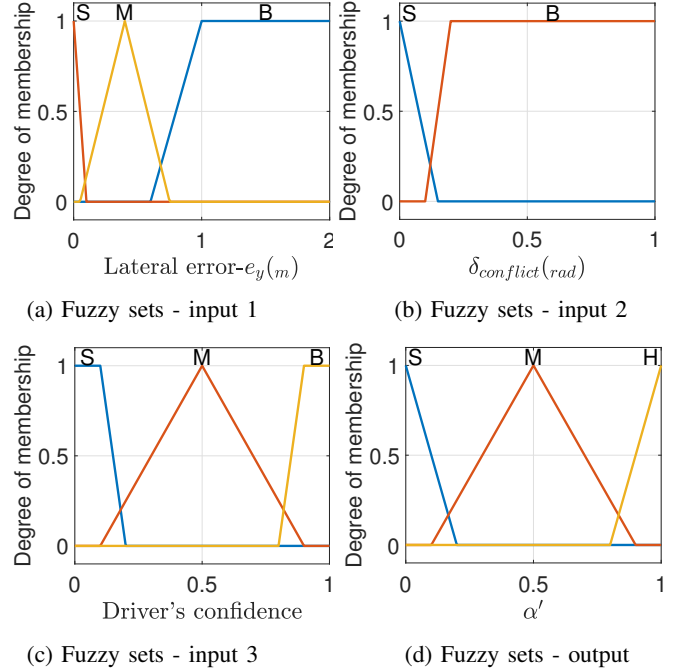 S M B
Degree of membership
1
0.5
0
0 1 2
Lateral error-$e_y(m)$
(a) Fuzzy sets - input 1
S B
Degree of membership
1
0.5
0
0 0.5 1
$\delta_{conflict}(rad)$
(b) Fuzzy sets - input 2
S M B
Degree of membership
1
0.5
0
0 0.5 1
Driver's confidence
(c) Fuzzy sets - input 3
S M H
Degree of membership
1
0.5
0
0 0.5 1
α′
(d) Fuzzy sets - output